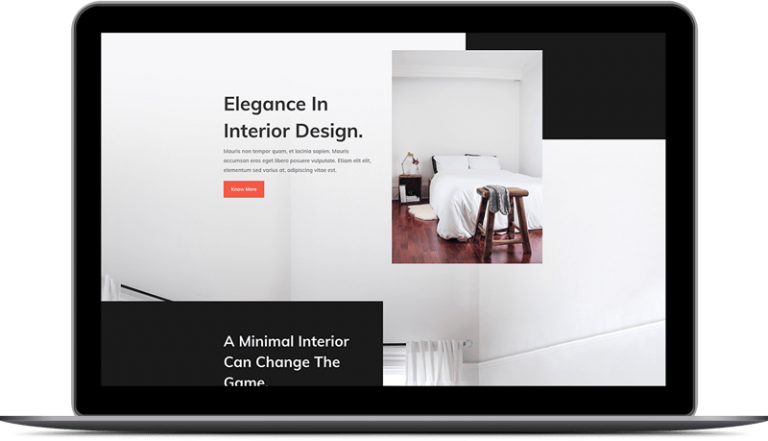 Elegance In
Interior Design.
Mauris non tempor quam, et lacinia sapien. Mauris
accumsan eros eget libero posuere vulputate. Etiam elit elit,
elementum sed varius at, adipiscing vitae est.
Know More
A Minimal Interior
Can Change The
Game.